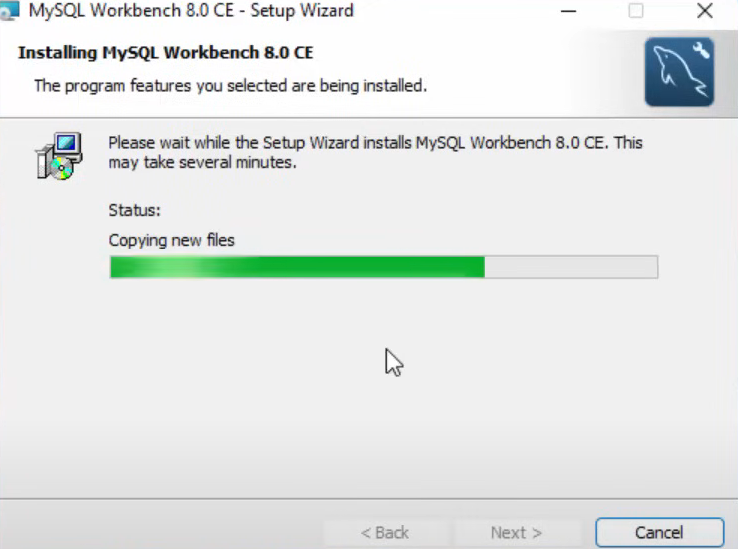 MySQL Workbench 8.0 CE - Setup Wizard
Installing MySQL Workbench 8.0 CE
The program features you selected are being installed.
Please wait while the Setup Wizard installs MySQL Workbench 8.0 CE. This
may take several minutes.
Status:
Copying new files
< Back
Next >
Cancel